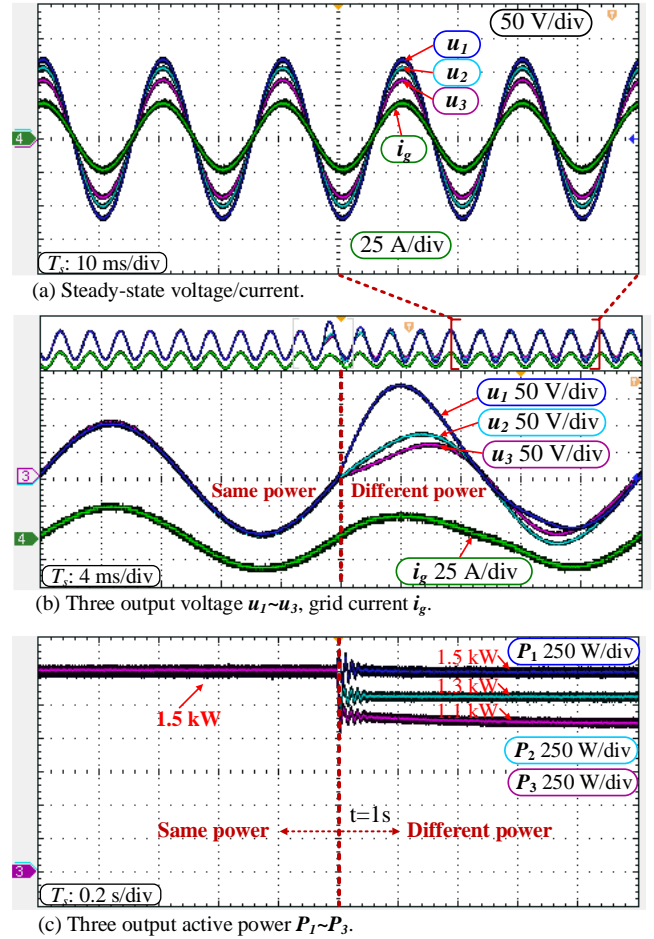 50 V/div
u1
u2
u3
ig
4
25 A/div
Ts: 10 ms/div
(a) Steady-state voltage/current.
u1 50 V/div
u2 50 V/div
u3 50 V/div
3
Same power
Different power
4
ig 25 A/div
Ts: 4 ms/div
(b) Three output voltage u1~u3, grid current ig.
P1 250 W/div
1.5 kW
1.3 kW
1.1 kW
1.5 kW
P2 250 W/div
P3 250 W/div
t=1s
Same power
Different power
3
Ts: 0.2 s/div
(c) Three output active power P1~P3.